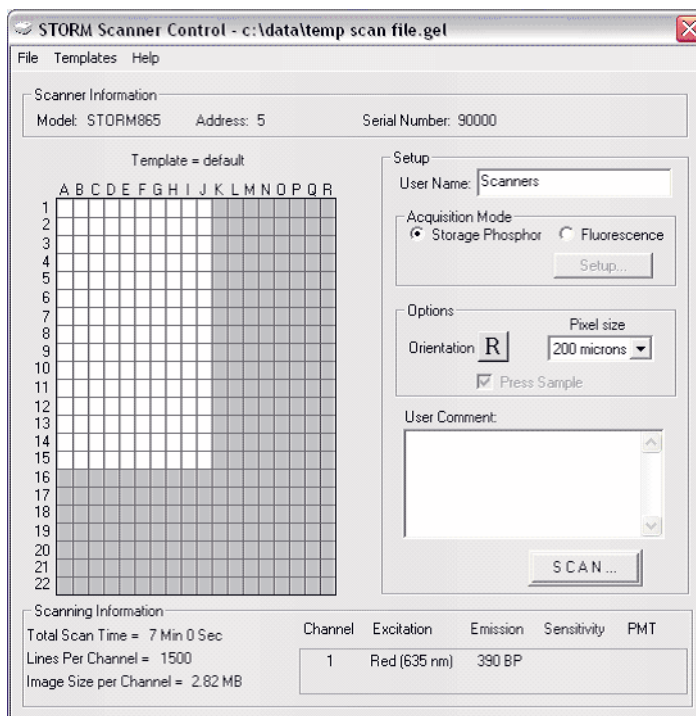 STORM Scanner Control - c:\data\temp scan file.gel
File Templates Help
Scanner Information
Model: STORM865 Address: 5 Serial Number: 90000
Template = default
A B C D E F G H I J K L M N O P Q R
1
2
3
4
5
6
7
8
9
10
11
12
13
14
15
16
17
18
19
20
21
22
Setup
User Name: Scanners
Acquisition Mode
Storage Phosphor Fluorescence
Setup...
Options
Pixel size
Orientation R 200 microns
Press Sample
User Comment:
SCAN...
Scanning Information
Total Scan Time = 7 Min 0 Sec
Lines Per Channel = 1500
Image Size per Channel = 2.82 MB
Channel Excitation Emission Sensitivity PMT
1 Red (635 nm) 390 BP